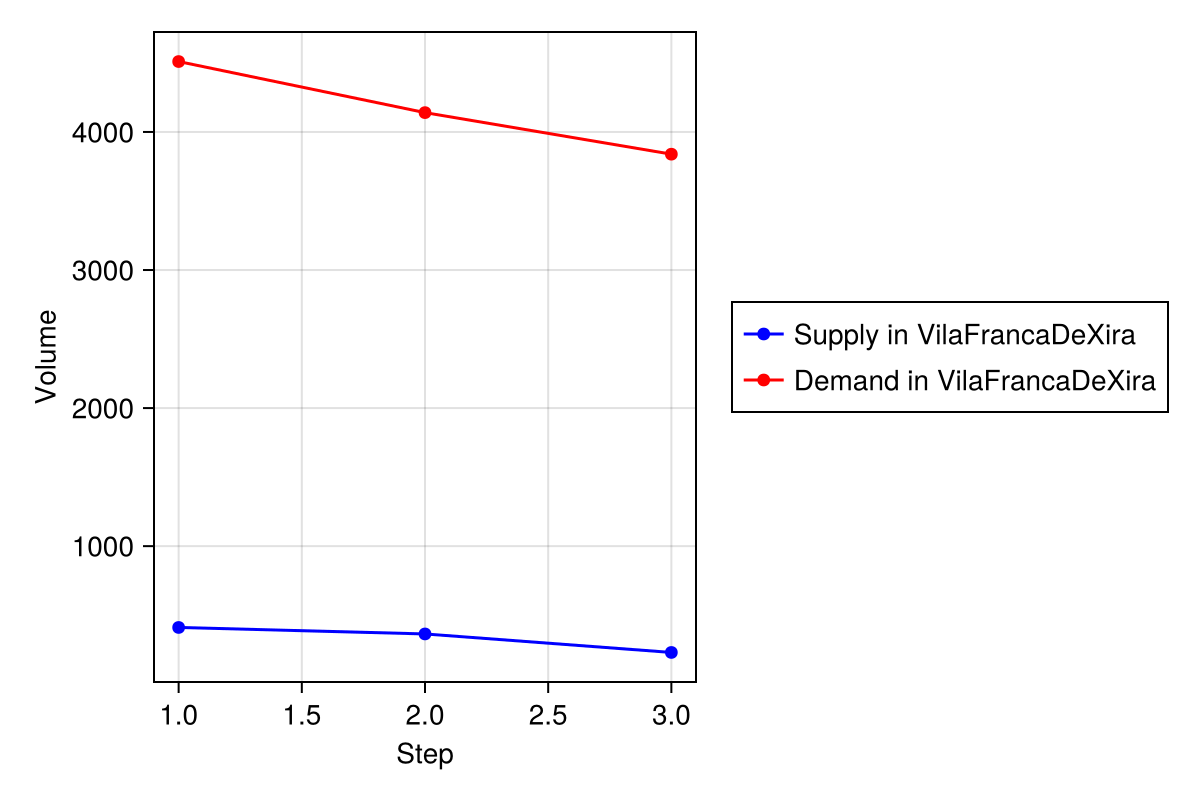 Volume
4000
3000
2000
1000
1.0 1.5 2.0 2.5 3.0
Step
Supply in VilaFrancaDeXira
Demand in VilaFrancaDeXira